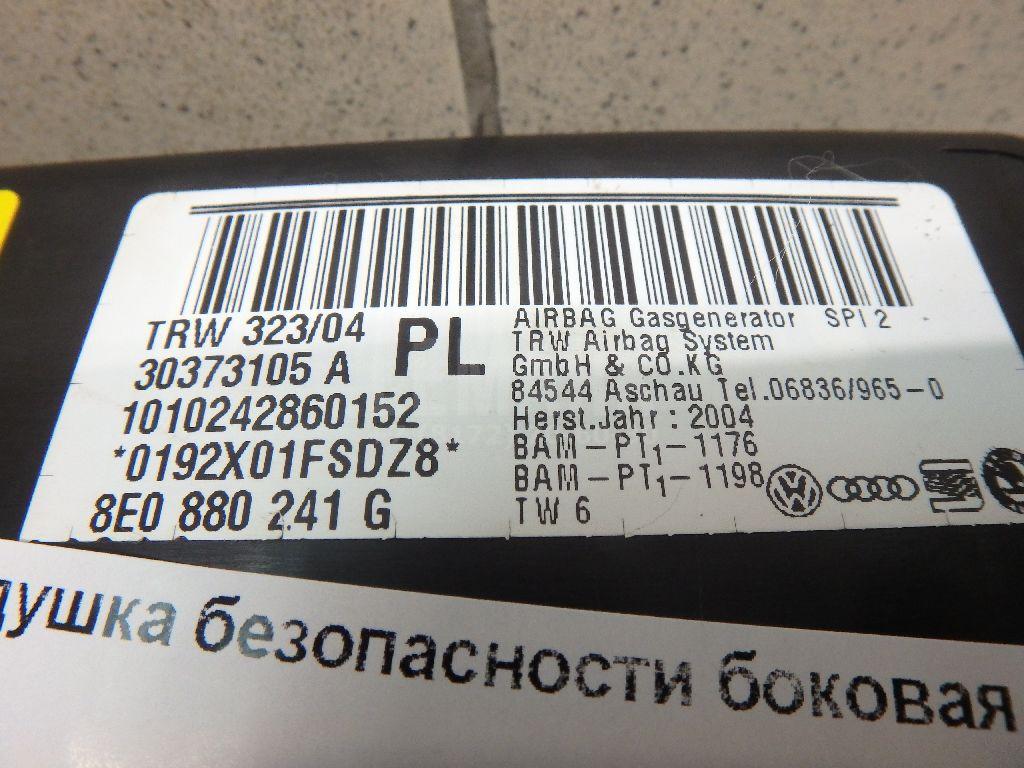 TRW 323/04
30373105 A
PL
1010242860152
*0192X01FSDZ8*
8E0 880 241 G
AIRBAG Gasgenerator SPI 2
TRW Airbag System
GmbH & CO.KG
84544 Aschau Tel.06836/965-0
Herst.Jahr : 2004
BAM-PT1-1176
BAM-PT1-1198
TW 6
безопасности боковая